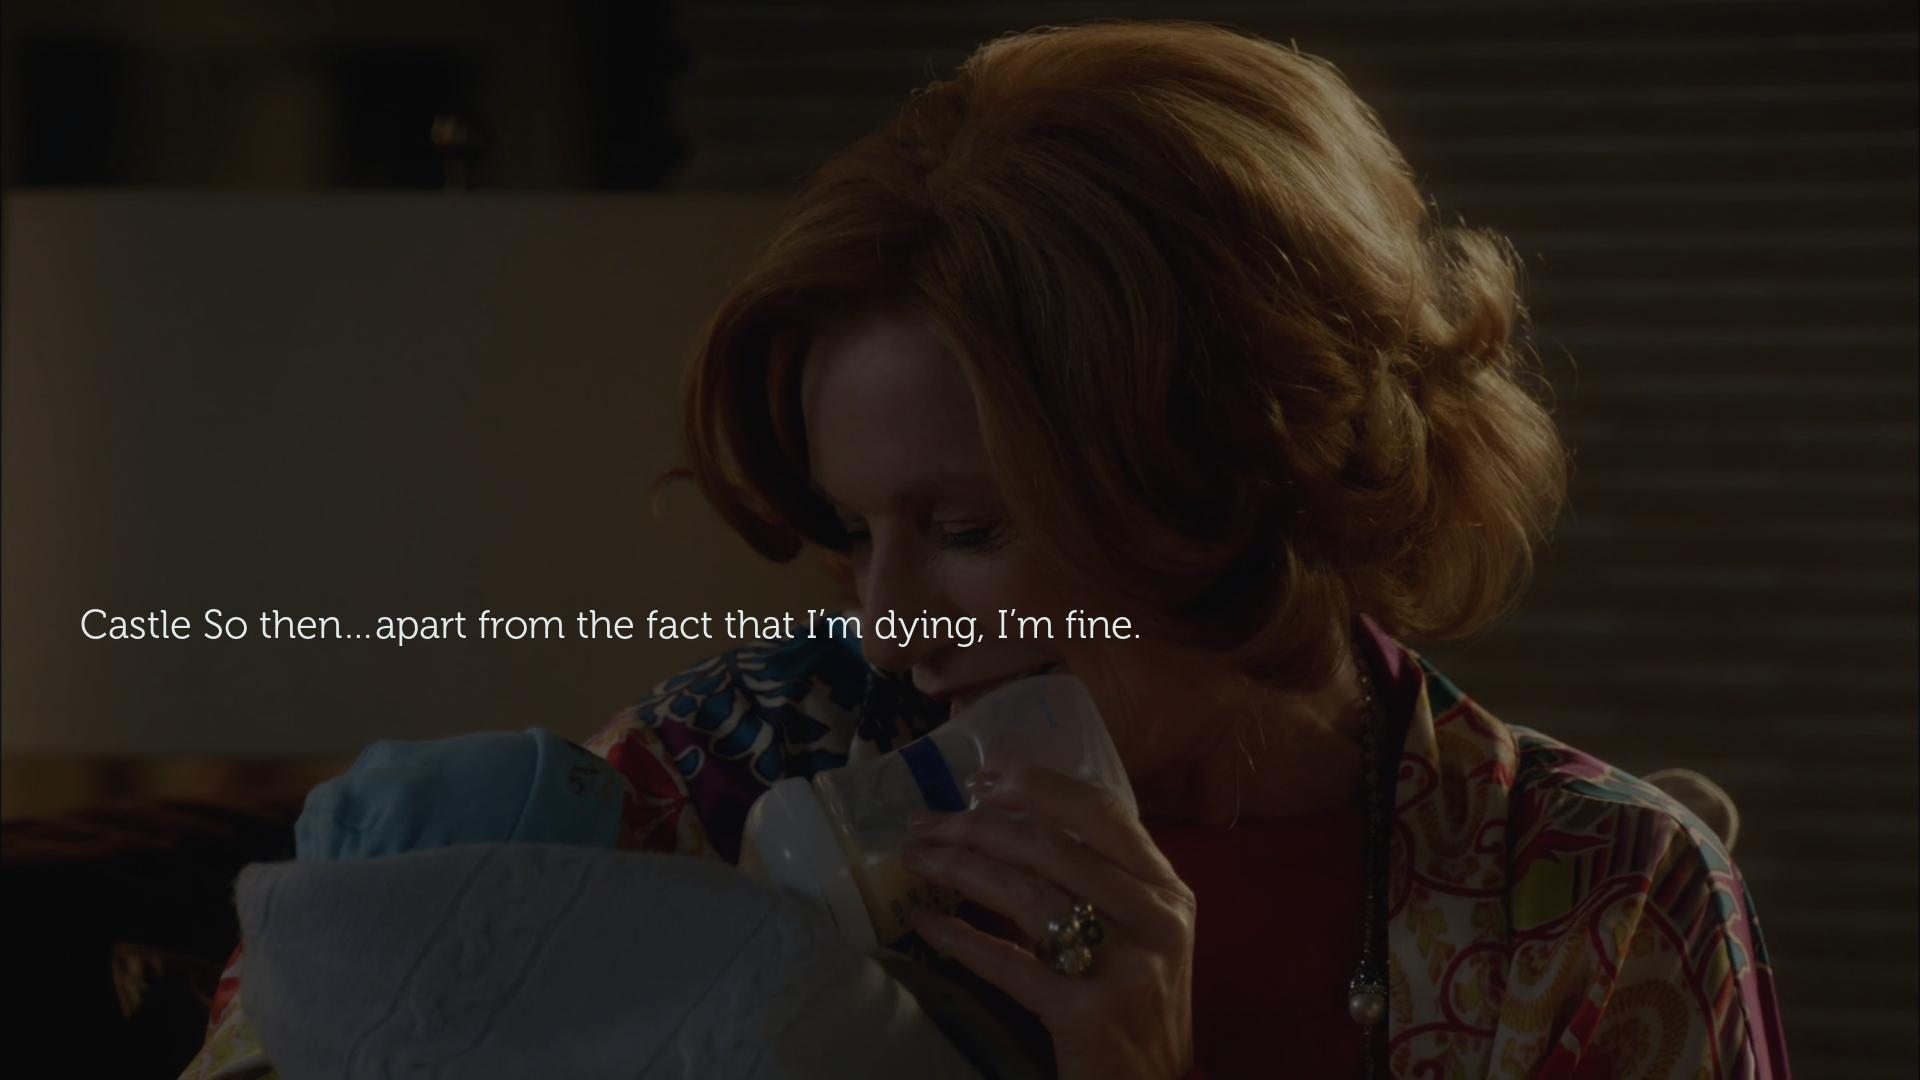 Castle So then...apart from the fact that I'm dying, I'm fine.